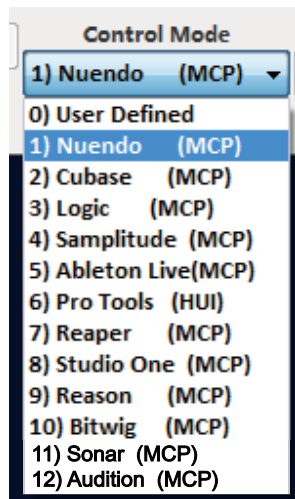 Control Mode
1) Nuendo (MCP)
0) User Defined
1) Nuendo (MCP)
2) Cubase (MCP)
3) Logic (MCP)
4) Samplitude (MCP)
5) Ableton Live(MCP)
6) Pro Tools (HUI)
7) Reaper (MCP)
8) Studio One (MCP)
9) Reason (MCP)
10) Bitwig (MCP)
11) Sonar (MCP)
12) Audition (MCP)